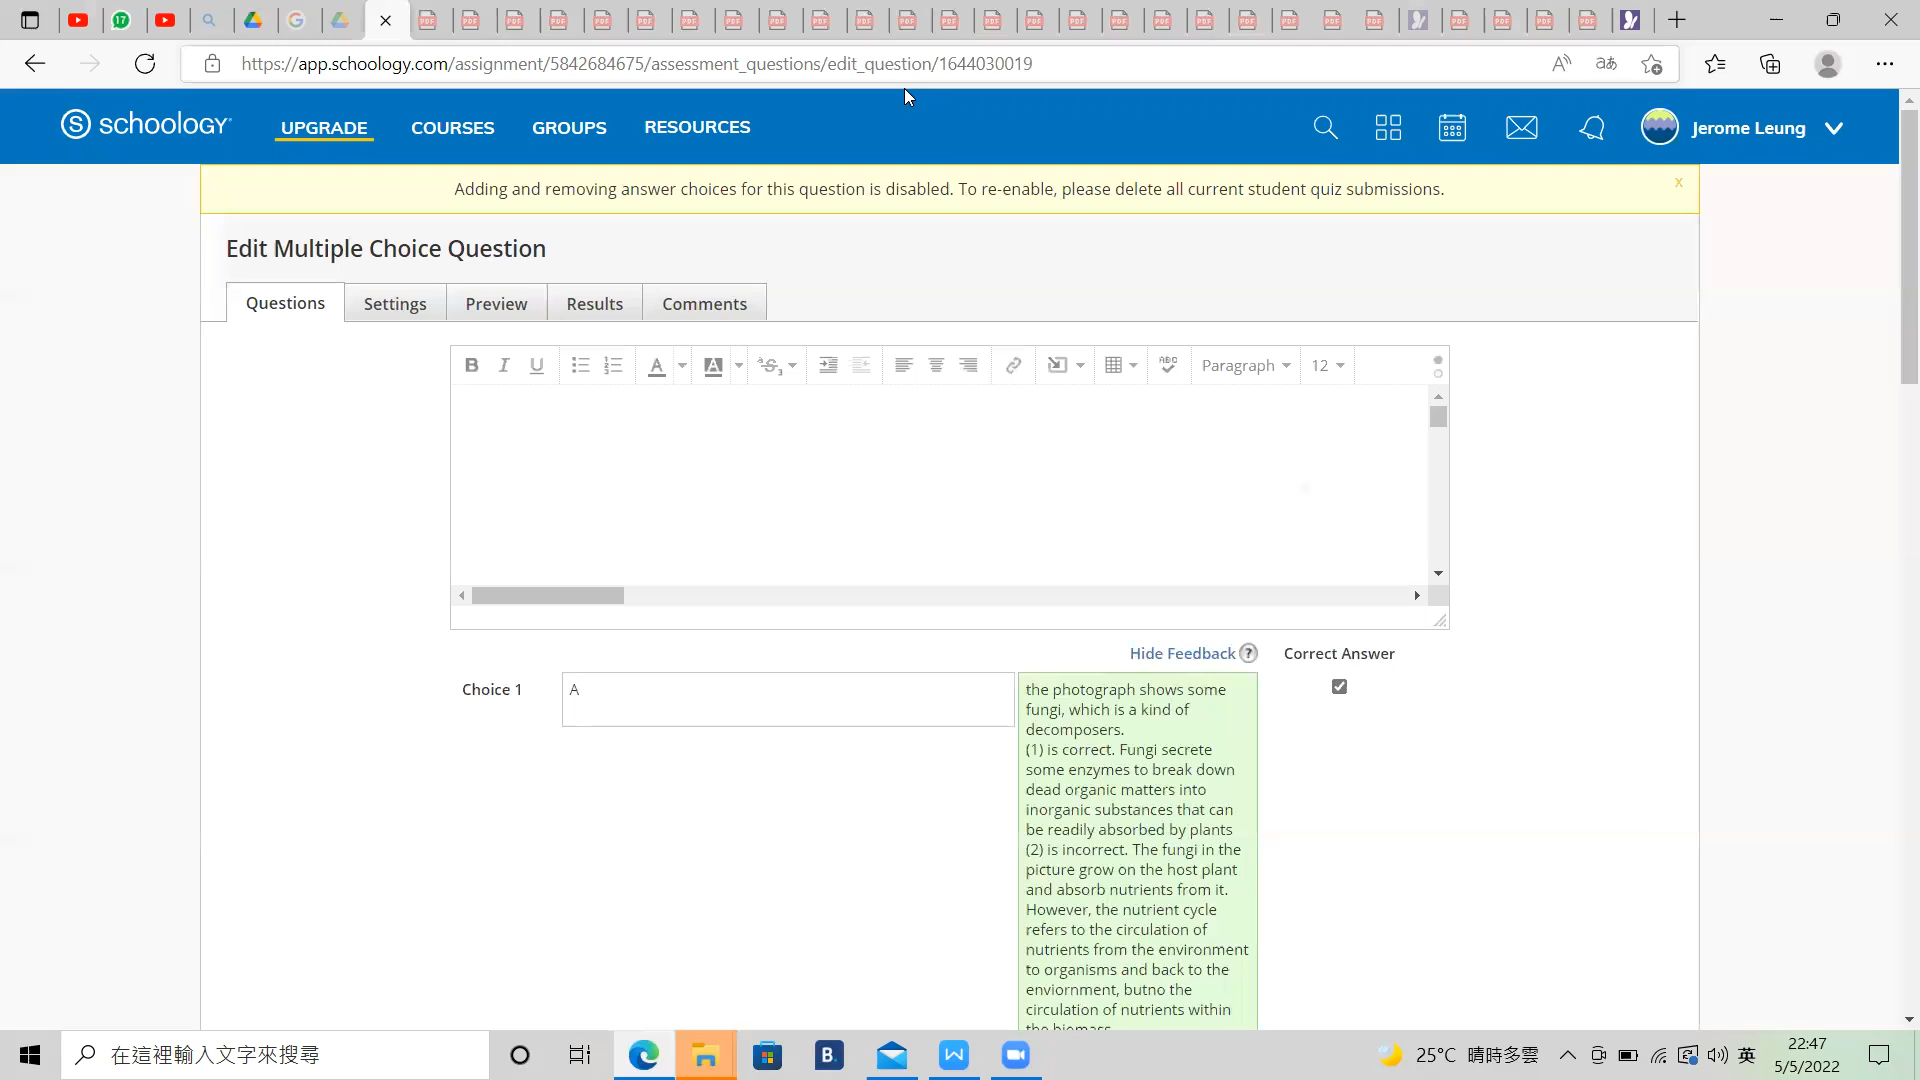 https://app.schoology.com/assignment/5842684675/assessment_questions/edit_question/1644030019
schoology
UPGRADE
COURSES
GROUPS
RESOURCES
Jerome Leung
Adding and removing answer choices for this question is disabled. To re-enable, please delete all current student quiz submissions.
x
Edit Multiple Choice Question
Questions
Settings
Preview
Results
Comments
Paragraph
12
Hide Feedback ?
Correct Answer
Choice 1
A
the photograph shows some
fungi, which is a kind of
decomposers.
(1) is correct. Fungi secrete
some enzymes to break down
dead organic matters into
inorganic substances that can
be readily absorbed by plants
(2) is incorrect. The fungi in the
picture grow on the host plant
and absorb nutrients from it.
However, the nutrient cycle
refers to the circulation of
nutrients from the environment
to organisms and back to the
enviornment, butno the
circulation of nutrients within
the biomass
在這裡輸入文字來搜尋
25°C 晴時多雲
英
22:47
5/5/2022